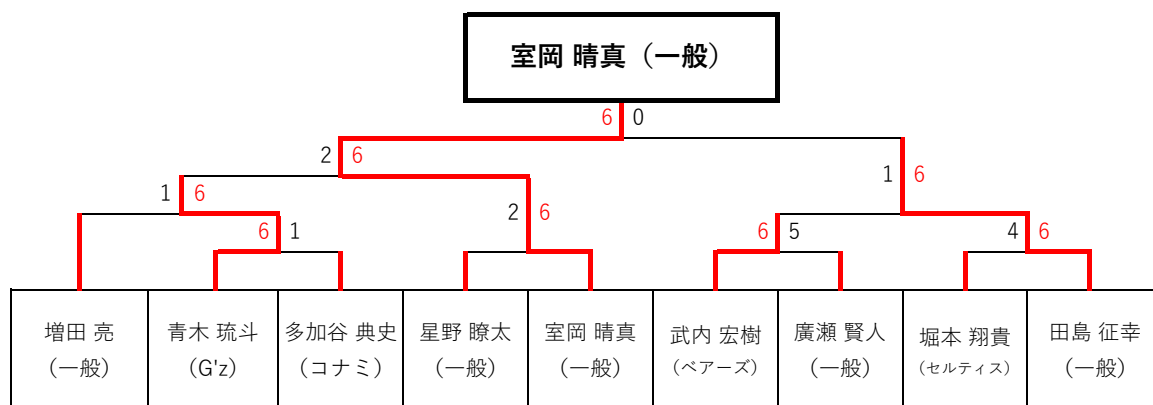 室岡 晴真（一般）
6 0
2 6
1 6
1 6
2 6
6 1
6 5
4 6
増田 亮
（一般）
青木 琉斗
（G'z）
多加谷 典史
（コナミ）
星野 瞭太
（一般）
室岡 晴真
（一般）
武内 宏樹
（ベアーズ）
廣瀬 賢人
（一般）
堀本 翔貴
（セルティス）
田島 征幸
（一般）